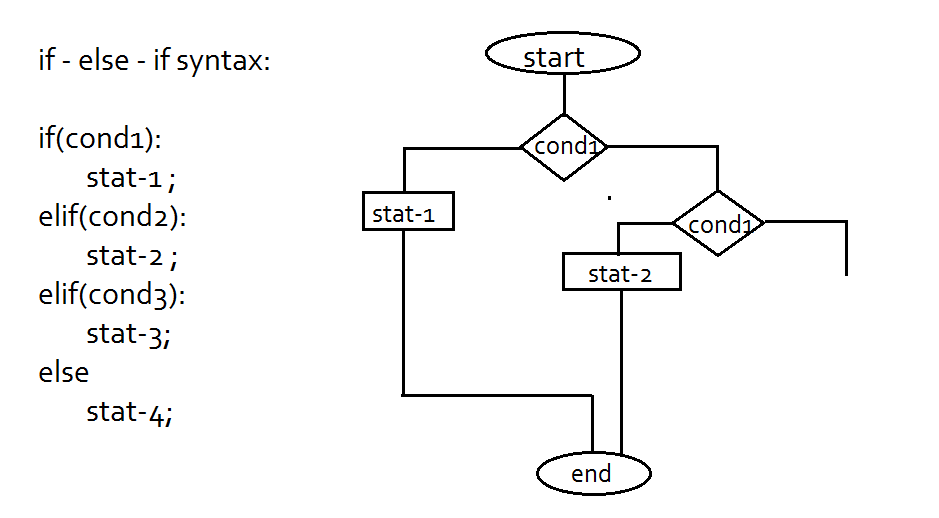 if - else - if syntax:
if(cond1):
stat-1 ;
elif(cond2):
stat-2 ;
elif(cond3):
stat-3;
else
stat-4;
start
cond1
stat-1
cond1
stat-2
end